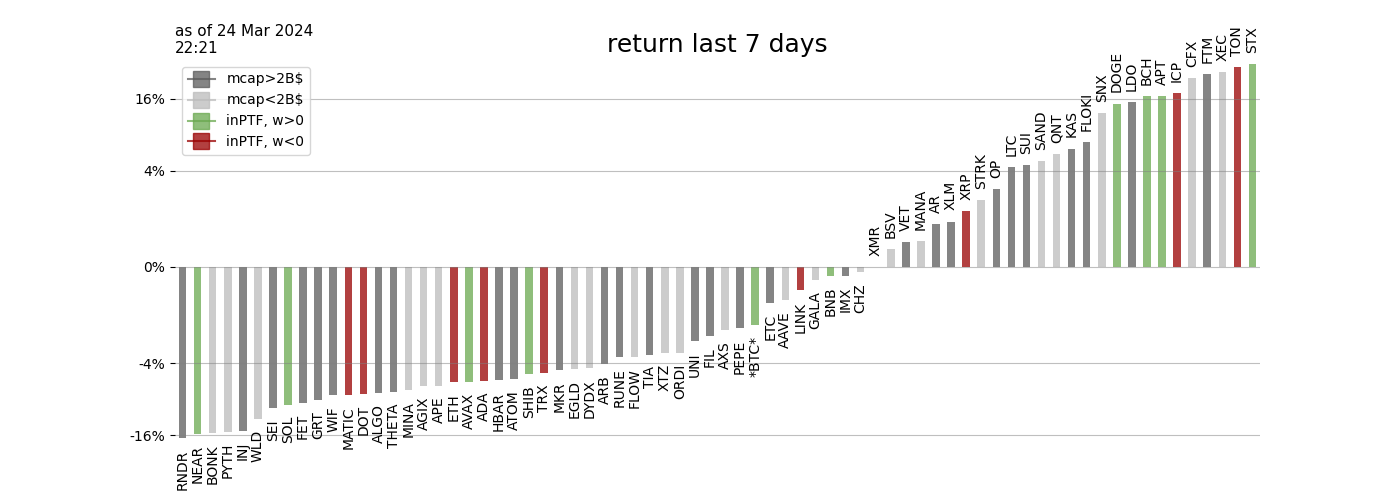 as of 24 Mar 2024
22:21
return last 7 days
mcap>2B$
mcap<2B$
inPTF, w>0
inPTF, w<0
16%
4%
0%
-4%
-16%
RNDR
NEAR
BONK
PYTH
INJ
WLD
SEI
SOL
FET
GRT
WIF
MATIC
DOT
ALGO
THETA
MINA
AGIX
APE
ETH
AVAX
ADA
HBAR
ATOM
SHIB
TRX
MKR
EGLD
DYDX
ARB
RUNE
FLOW
TIA
XTZ
ORDI
UNI
FIL
AXS
PEPE
*BTC*
ETC
AAVE
LINK
GALA
BNB
IMX
CHZ
XMR
BSV
VET
MANA
AR
XLM
XRP
STRK
OP
LTC
SUI
SAND
QNT
KAS
FLOKI
SNX
DOGE
LDO
BCH
APT
ICP
CFX
FTM
XEC
TON
STX